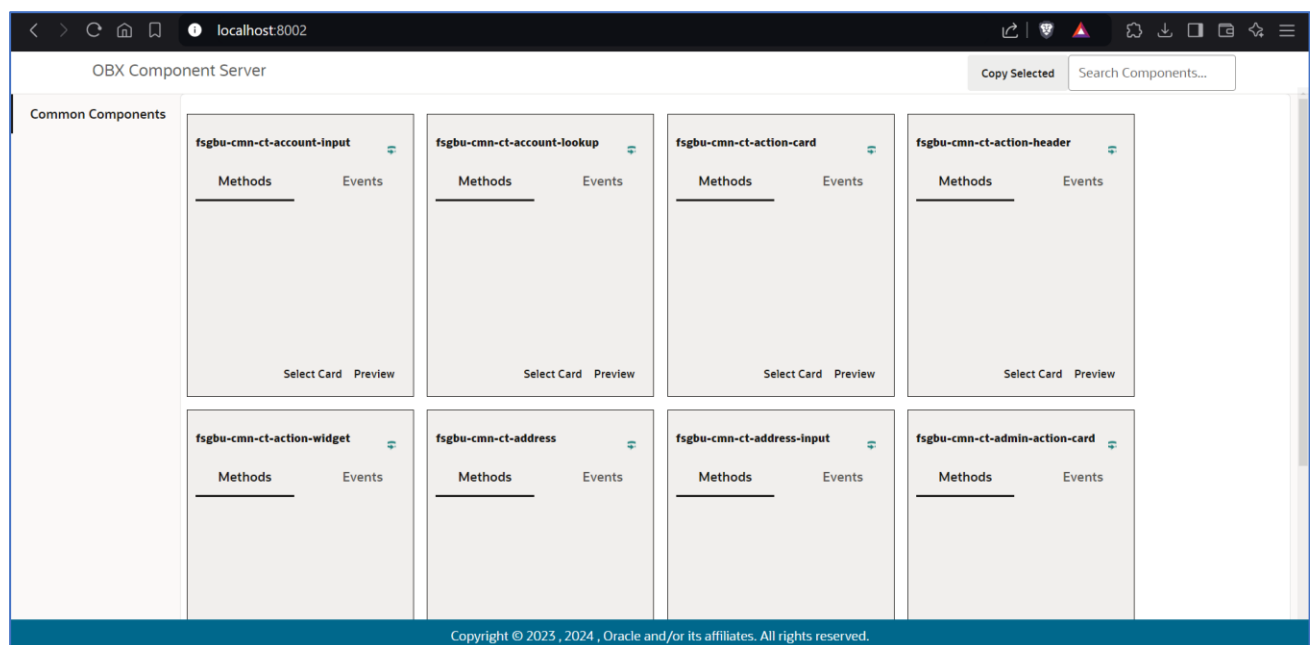 localhost:8002
OBX Component Server
Copy Selected
Search Components...
Common Components
fsgbu-cmn-ct-account-input
Methods Events
Select Card Preview
fsgbu-cmn-ct-account-lookup
Methods Events
Select Card Preview
fsgbu-cmn-ct-action-card
Methods Events
Select Card Preview
fsgbu-cmn-ct-action-header
Methods Events
Select Card Preview
fsgbu-cmn-ct-action-widget
Methods Events
fsgbu-cmn-ct-address
Methods Events
fsgbu-cmn-ct-address-input
Methods Events
fsgbu-cmn-ct-admin-action-card
Methods Events
Copyright © 2023 , 2024 , Oracle and/or its affiliates. All rights reserved.